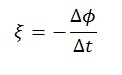 ξ = − Δϕ / Δt